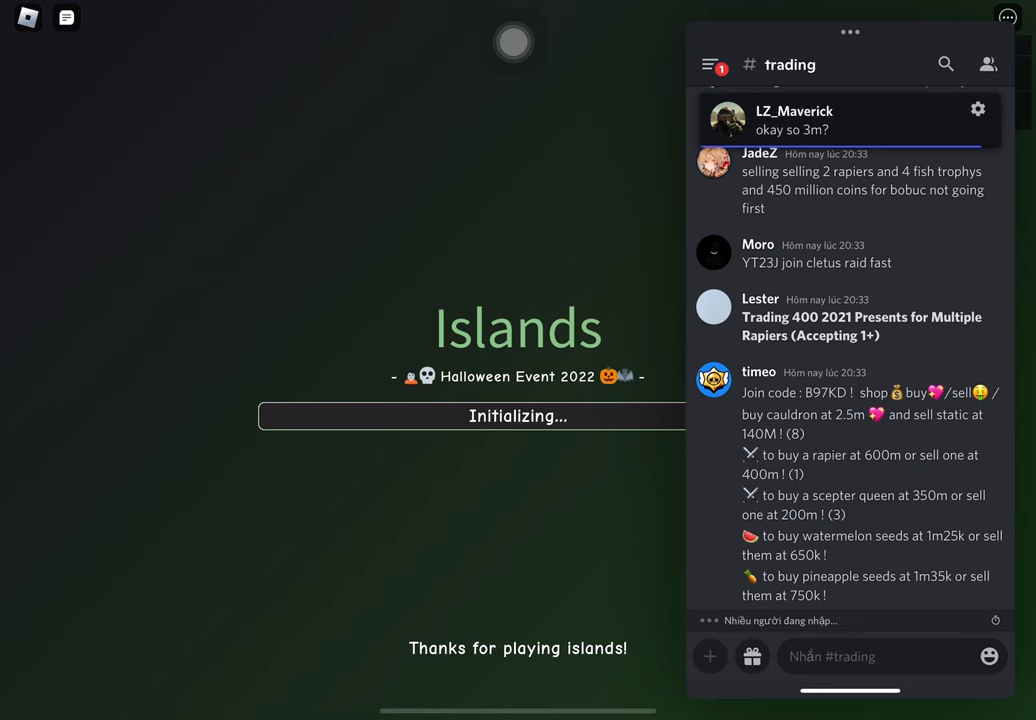 Islands
- 🧛🏻💀 Halloween Event 2022 🎃🦇 -
Initializing...
Thanks for playing islands!
1
# trading
LZ_Maverick
okay so 3m?
JadeZ Hôm nay lúc 20:33
selling selling 2 rapiers and 4 fish trophys
and 450 million coins for bobuc not going
first
Moro Hôm nay lúc 20:33
YT23J join cletus raid fast
Lester Hôm nay lúc 20:33
Trading 400 2021 Presents for Multiple
Rapiers (Accepting 1+)
timeo Hôm nay lúc 20:33
Join code : B97KD ! shop💰buy💖/sell🤑 /
buy cauldron at 2.5m 💖 and sell static at
140M ! (8)
⚔ to buy a rapier at 600m or sell one at
400m ! (1)
⚔ to buy a scepter queen at 350m or sell
one at 200m ! (3)
🍉 to buy watermelon seeds at 1m25k or sell
them at 650k !
🍍 to buy pineapple seeds at 1m35k or sell
them at 750k !
Nhiều người đang nhập...
Nhắn #trading